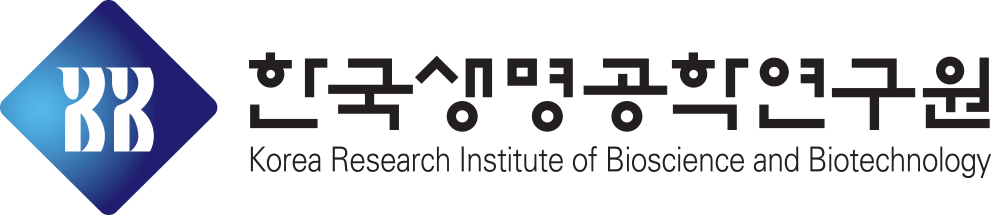 한국생명공학연구원
Korea Research Institute of Bioscience and Biotechnology